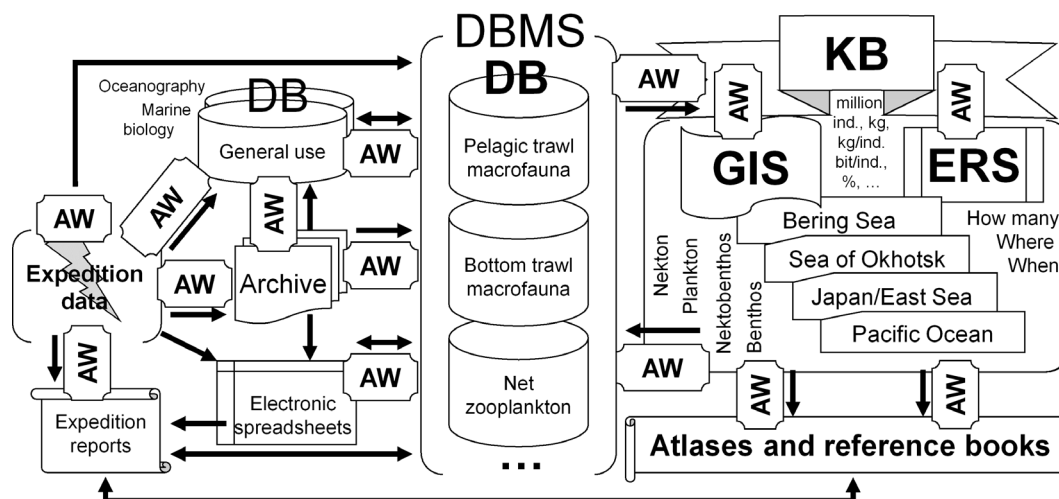 DBMS
DB
Pelagic trawl
macrofauna
Bottom trawl
macrofauna
Net
zooplankton
...
Oceanography
Marine
biology
DB
General use
AW
AW
AW
AW
Expedition
data
AW
Archive
AW
AW
AW
Electronic
spreadsheets
Expedition
reports
AW
KB
AW
AW
million
ind., kg,
kg/ind.
bit/ind.,
%, ...
GIS
ERS
Bering Sea
Sea of Okhotsk
Japan/East Sea
Pacific Ocean
How many
Where
When
Nekton
Plankton
Nektobenthos
Benthos
AW
AW
AW
Atlases and reference books